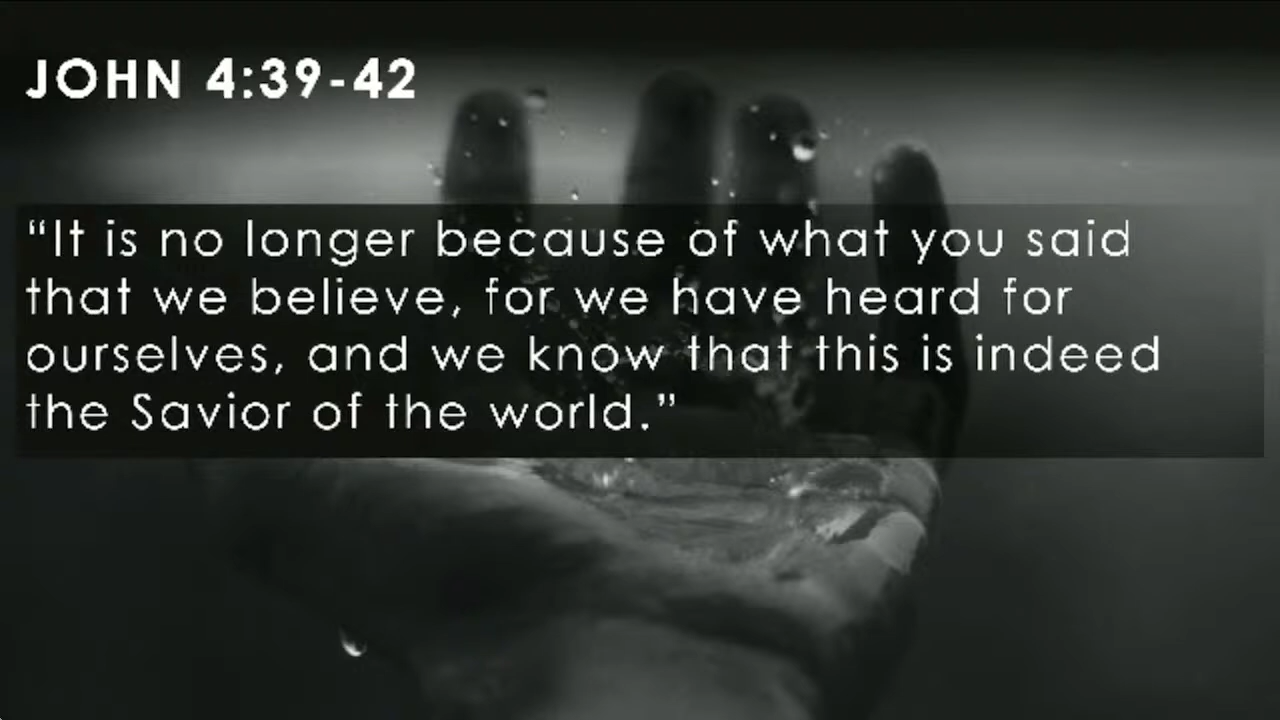 JOHN 4:39-42
“It is no longer because of what you said
that we believe, for we have heard for
ourselves, and we know that this is indeed
the Savior of the world.”